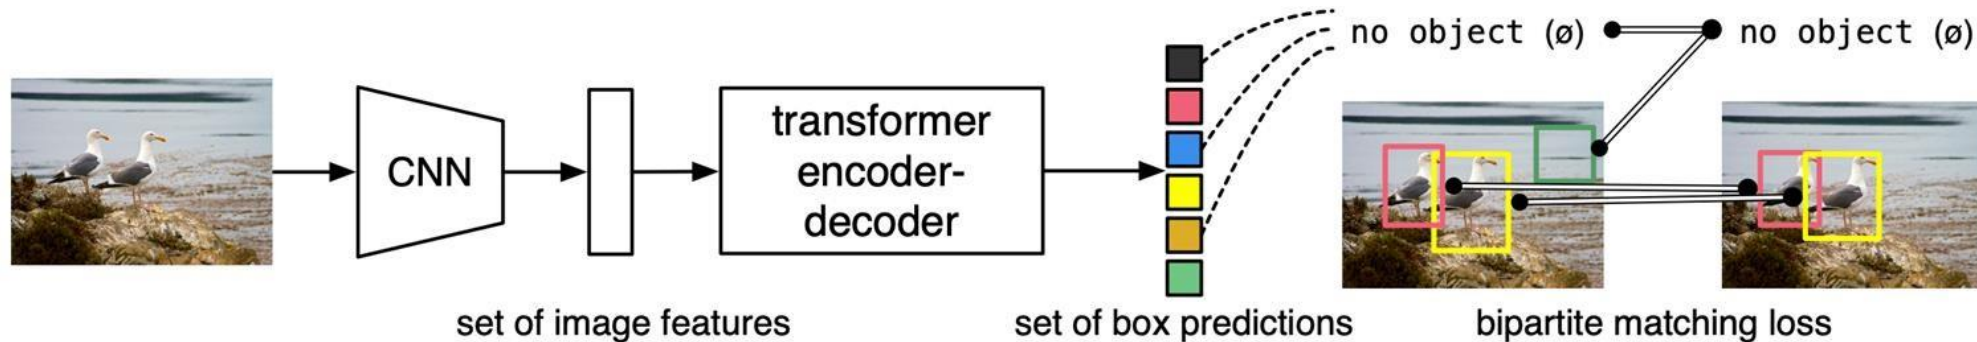 no object (ø) no object (ø)
CNN
transformer
encoder-
decoder
set of image features
set of box predictions
bipartite matching loss